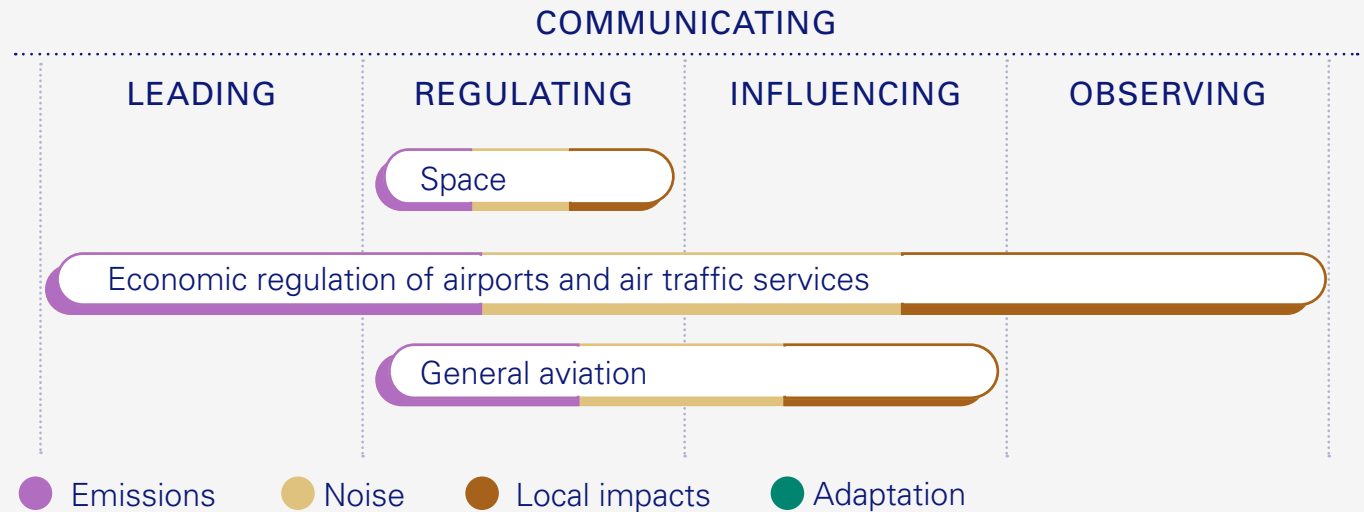 COMMUNICATING
LEADING REGULATING INFLUENCING OBSERVING
Space
Economic regulation of airports and air traffic services
General aviation
Emissions Noise Local impacts Adaptation